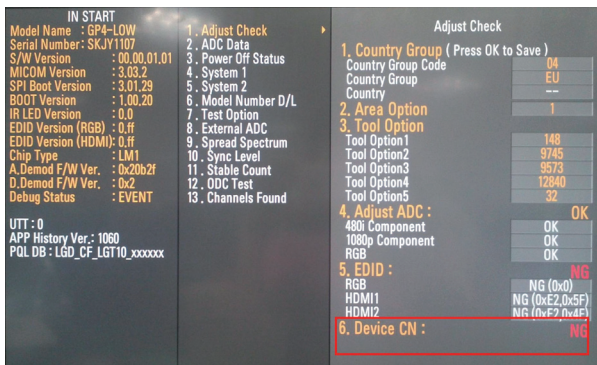 IN START
Model Name : GP4-LOW
Serial Number : SKJY1107
S/W Version : 00,00,01.01
MICOM Version : 3.03,2
SPI Boot Version : 3.01,29
BOOT Version : 1,00,20
IR LED Version : 0,0
EDID Version (RGB) : 0,ff
EDID Version (HDMI): 0,ff
Chip Type : LM1
A.Demod F/W Ver. : 0x20b2f
D.Demod F/W Ver. : 0x2
Debug Status : EVENT
UTT : 0
APP History Ver.: 1060
PQL DB : LGD_CF_LGT10_xxxxxx
1 . Adjust Check
2 . ADC Data
3 . Power Off Status
4 . System 1
5 . System 2
6 . Model Number D/L
7 . Test Option
8 . External ADC
9 . Spread Spectrum
10 . Sync Level
11 . Stable Count
12 . ODC Test
13 . Channels Found
Adjust Check
1. Country Group ( Press OK to Save )
Country Group Code 04
Country Group EU
Country --
2. Area Option 1
3. Tool Option
Tool Option1 148
Tool Option2 9745
Tool Option3 9573
Tool Option4 12840
Tool Option5 32
4. Adjust ADC : OK
480i Component OK
1080p Component OK
RGB OK
5. EDID : NG
RGB NG (0x0)
HDMI1 NG (0xE2,0x5F)
HDMI2 NG (0xE2,0x4F)
6. Device CN : NG